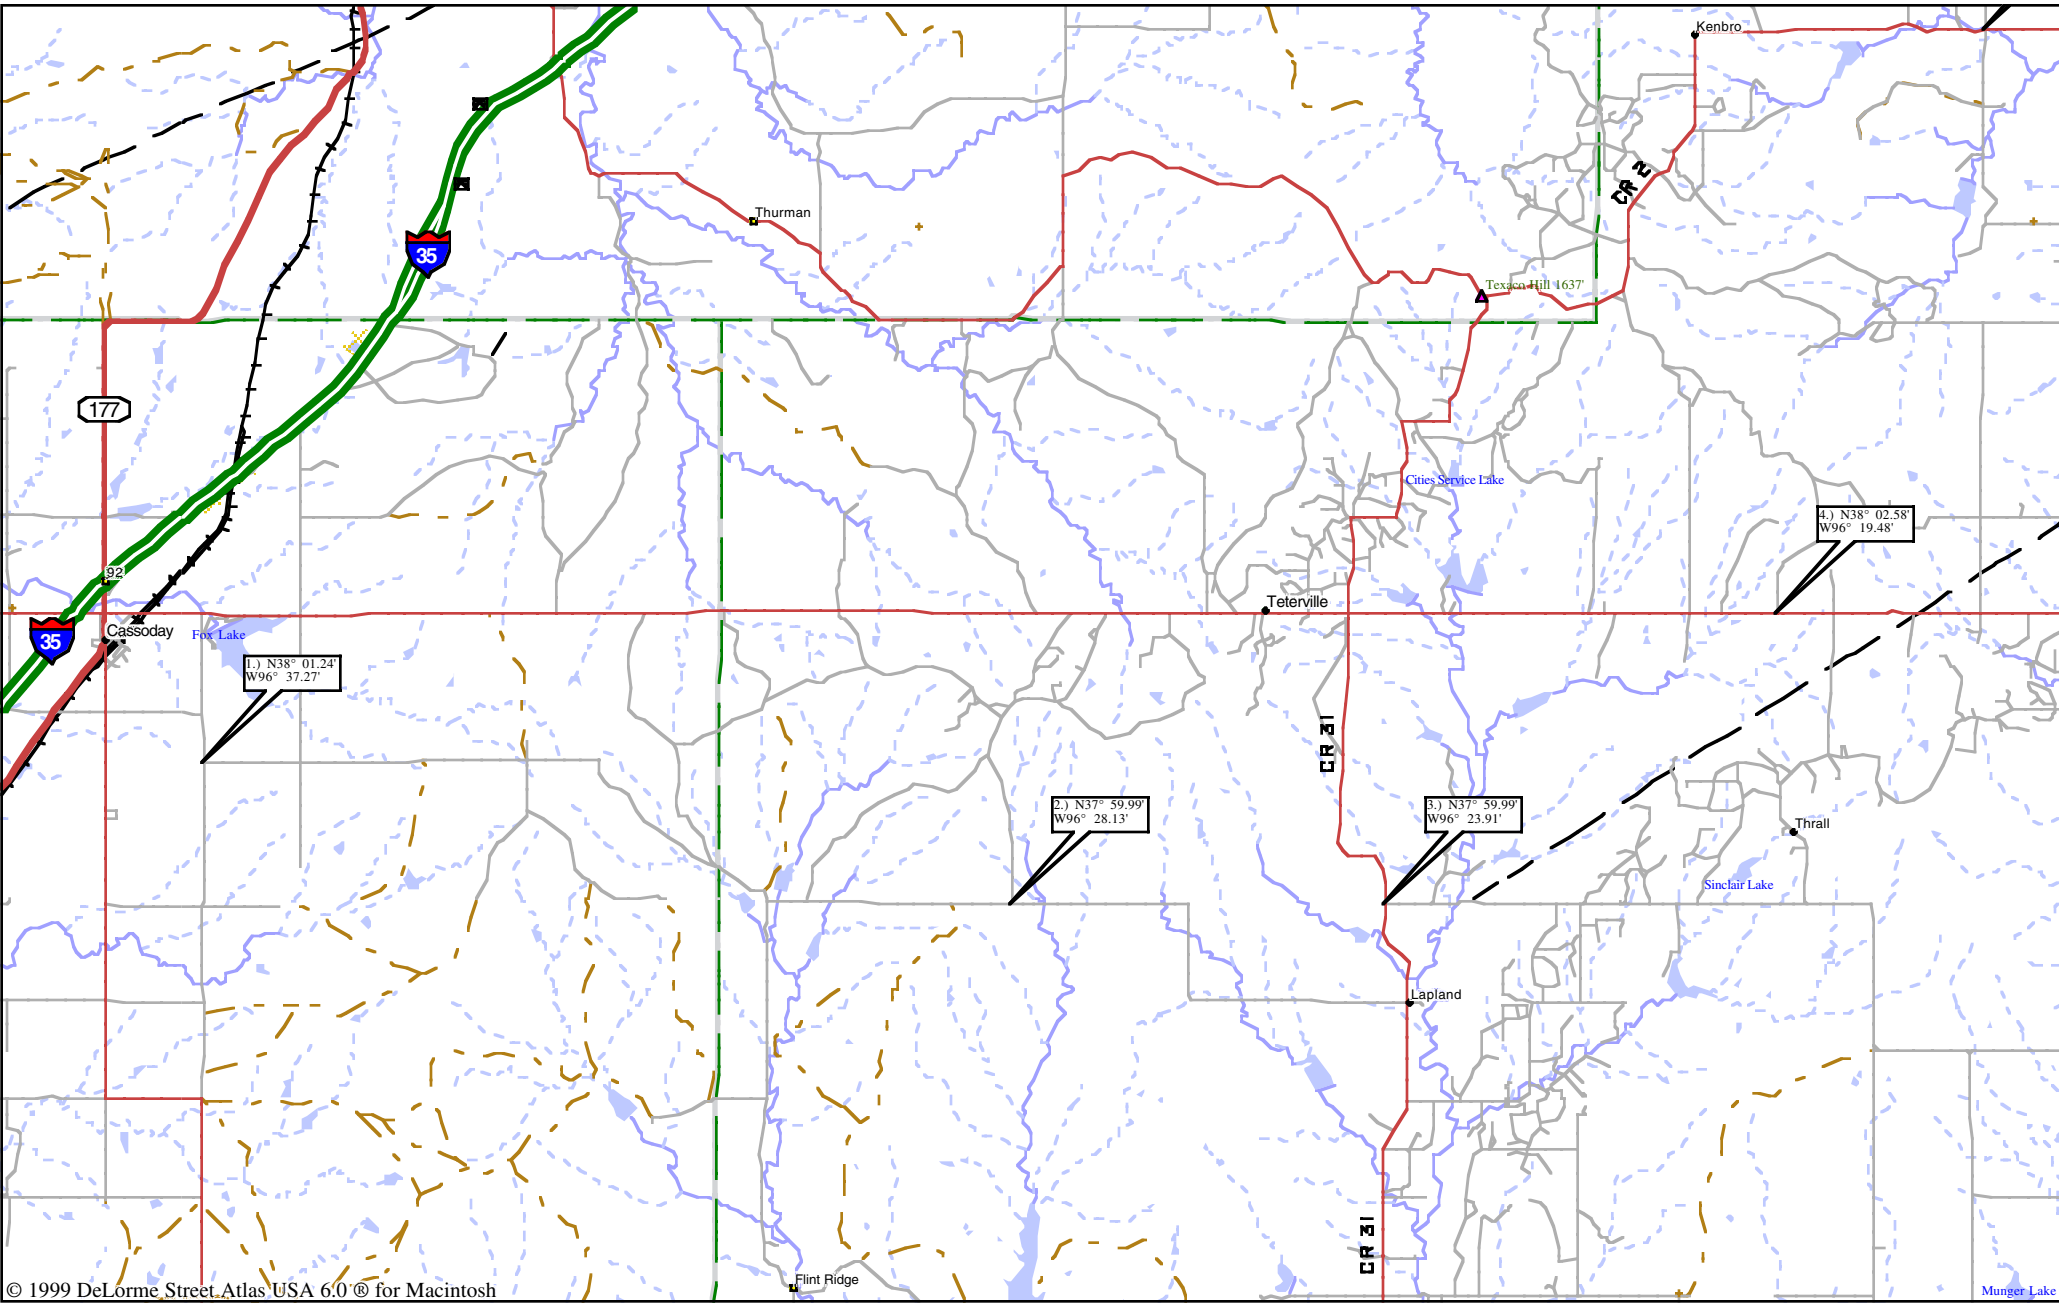 Kenbro
CR 2
Thurman
35
Texaco Hill 1637'
177
Cities Service Lake
4.) N38° 02.58'
W96° 19.48'
92
Teterville
Cassoday
Fox Lake
35
1.) N38° 01.24'
W96° 37.27'
CR 31
2.) N37° 59.99'
W96° 28.13'
3.) N37° 59.99'
W96° 23.91'
Thrall
Sinclair Lake
Lapland
CR 31
Flint Ridge
© 1999 DeLorme Street Atlas USA 6.0 ® for Macintosh
Munger Lake